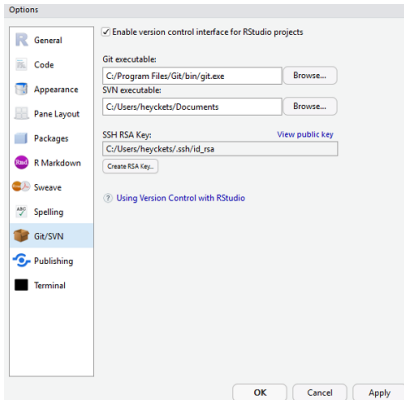 Options
General
Code
Appearance
Pane Layout
Packages
Rmd R Markdown
Sweave
ABC Spelling
Git/SVN
Publishing
Terminal
Enable version control interface for RStudio projects
Git executable:
C:/Program Files/Git/bin/git.exe Browse...
SVN executable:
C:/Users/heyckets/Documents Browse...
SSH RSA Key: View public key
C:/Users/heyckets/.ssh/id_rsa
Create RSA Key...
? Using Version Control with RStudio
OK Cancel Apply